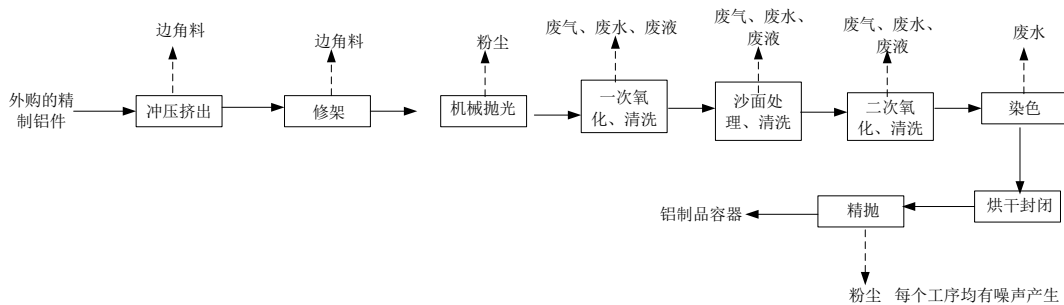 边角料
边角料
粉尘
废气、废水、废液
废气、废水、
废液
废气、废水、
废液
废水
外购的精
制铝件
冲压挤出
修架
机械抛光
一次氧
化、清洗
沙面处
理、清洗
二次氧
化、清洗
染色
铝制品容器
精抛
烘干封闭
粉尘
每个工序均有噪声产生